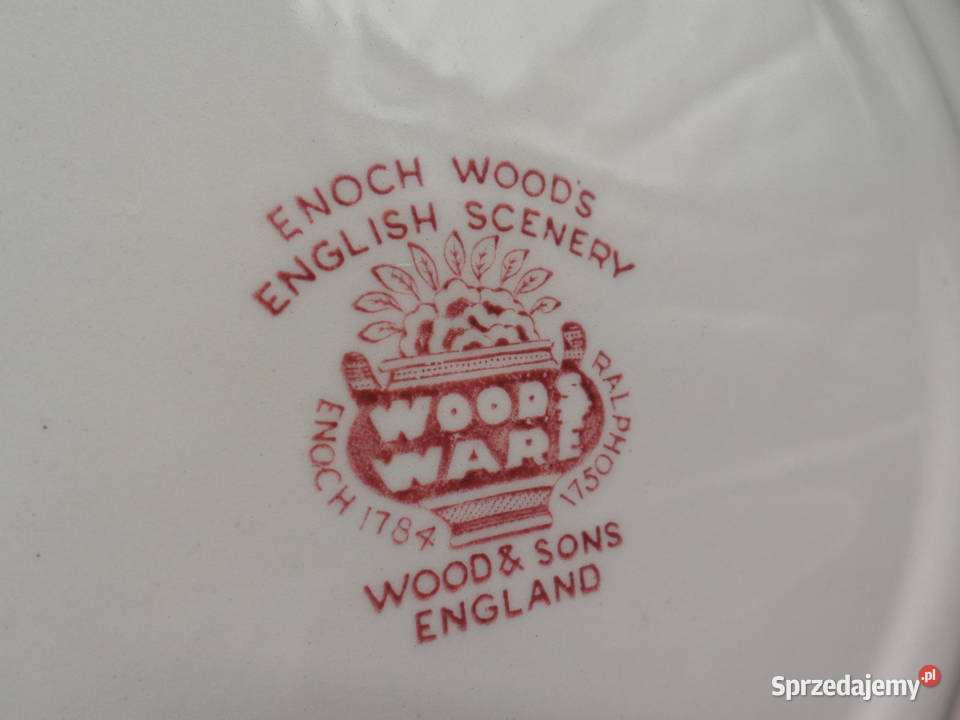 ENOCH WOOD'S
ENGLISH SCENERY
WOODS
WARE
ENOCH 1784
RALPH 1750
WOOD & SONS
ENGLAND
Sprzedajemy.pl